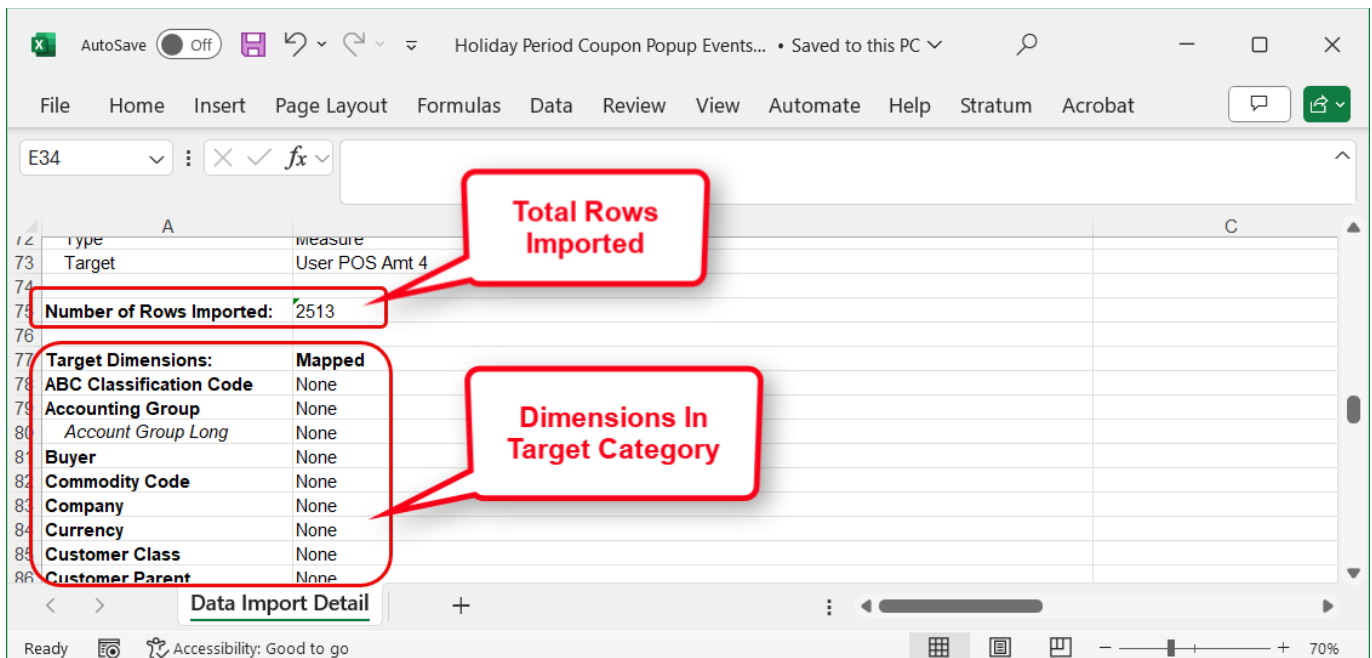 AutoSave Off Holiday Period Coupon Popup Events... • Saved to this PC
File Home Insert Page Layout Formulas Data Review View Automate Help Stratum Acrobat
E34 fx
A C
72 Type Measure
73 Target User POS Amt 4
74
75 Number of Rows Imported: 2513
76
77 Target Dimensions: Mapped
78 ABC Classification Code None
79 Accounting Group None
80 Account Group Long None
81 Buyer None
82 Commodity Code None
83 Company None
84 Currency None
85 Customer Class None
86 Customer Parent None
Total Rows
Imported
Dimensions In
Target Category
Data Import Detail
Ready Accessibility: Good to go 70%